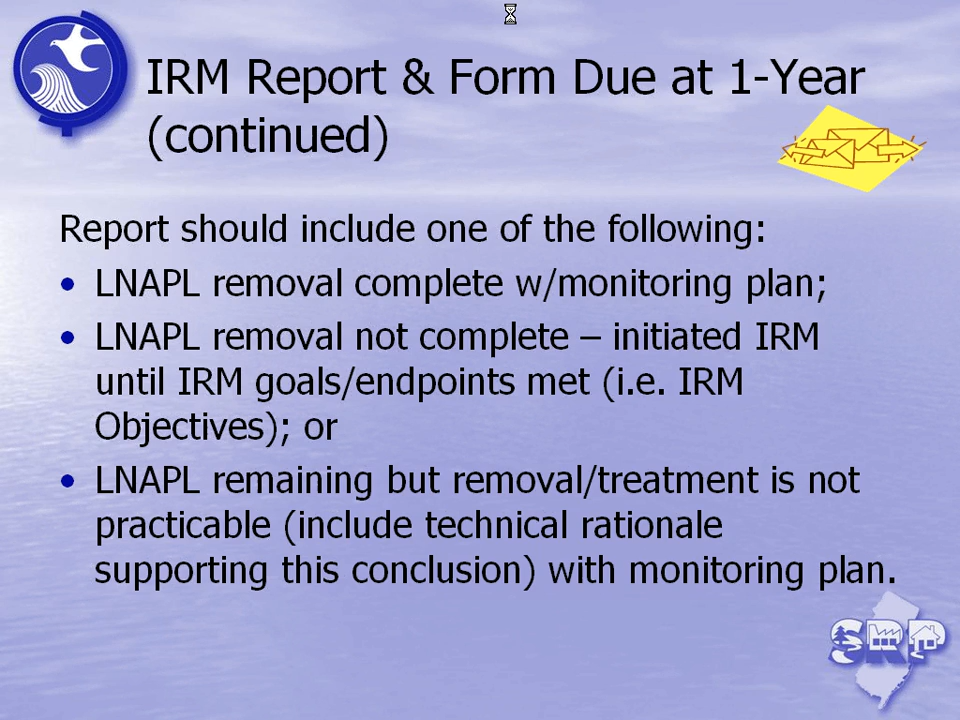 IRM Report & Form Due at 1-Year
(continued)
Report should include one of the following:
• LNAPL removal complete w/monitoring plan;
• LNAPL removal not complete – initiated IRM
until IRM goals/endpoints met (i.e. IRM
Objectives); or
• LNAPL remaining but removal/treatment is not
practicable (include technical rationale
supporting this conclusion) with monitoring plan.
SRP